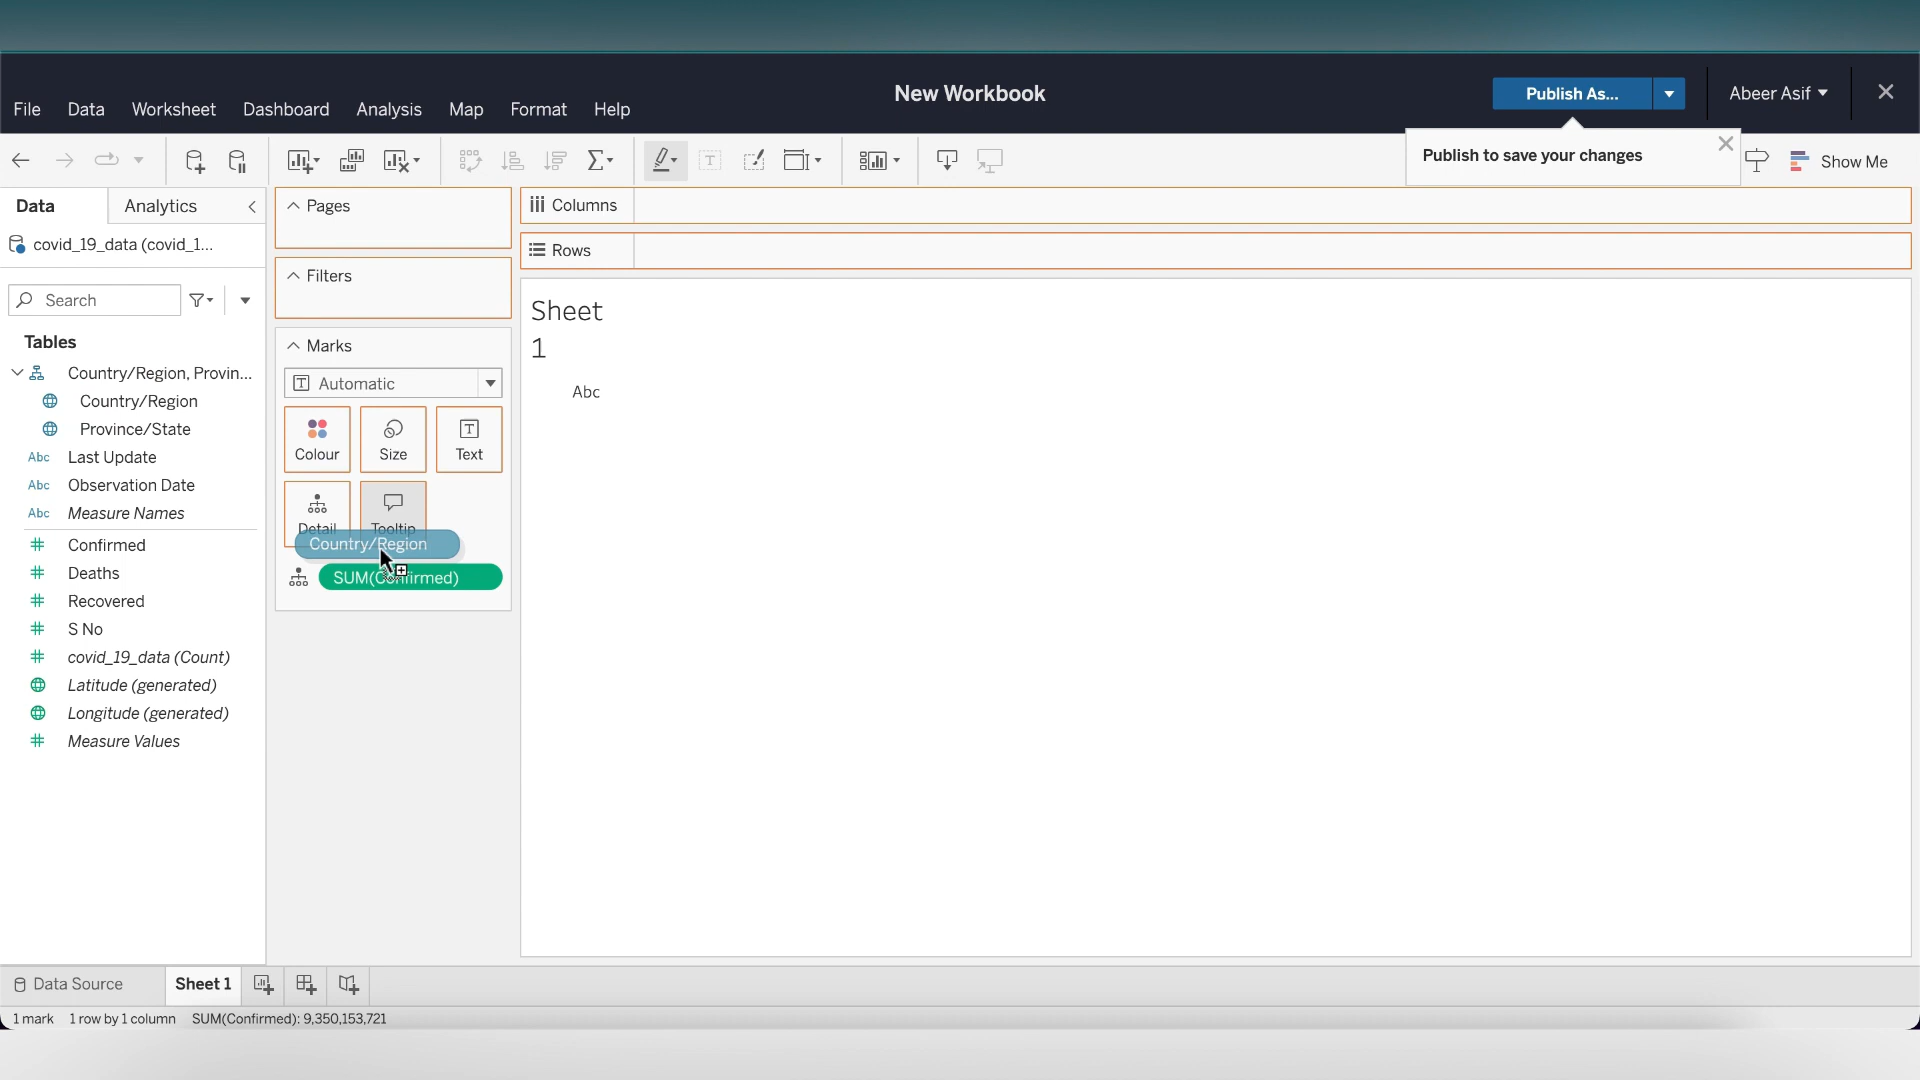 New Workbook
File Data Worksheet Dashboard Analysis Map Format Help
Publish As...
Abeer Asif
Publish to save your changes
Show Me
Data
Analytics
covid_19_data (covid_1...
Search
Tables
Country/Region, Provin...
Country/Region
Province/State
Abc Last Update
Abc Observation Date
Abc Measure Names
Confirmed
Deaths
Recovered
S No
covid_19_data (Count)
Latitude (generated)
Longitude (generated)
Measure Values
Pages
Filters
Marks
Automatic
Colour Size Text
Detail Tooltip
Country/Region
SUM(Confirmed)
Columns
Rows
Sheet
1
Abc
Data Source
Sheet 1
1 mark 1 row by 1 column SUM(Confirmed): 9,350,153,721